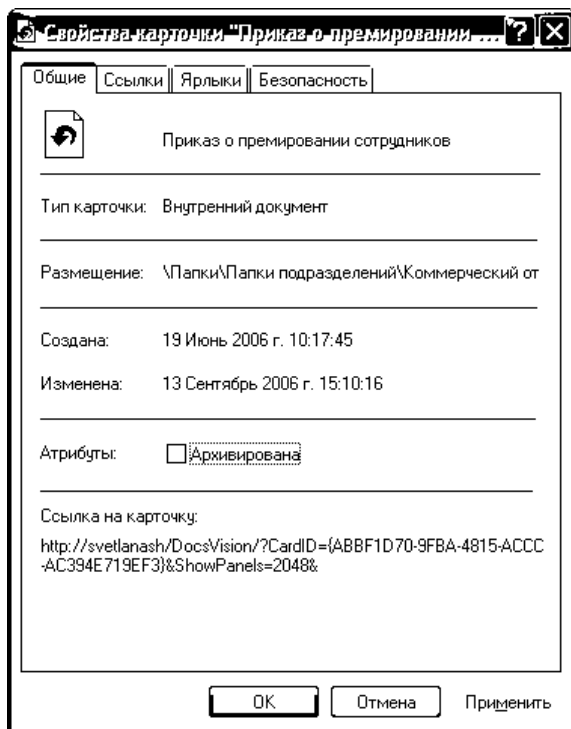 Свойства карточки "Приказ о премировании ...
Общие Ссылки Ярлыки Безопасность
Приказ о премировании сотрудников
Тип карточки: Внутренний документ
Размещение: \Папки\Папки подразделений\Коммерческий от
Создана: 19 Июнь 2006 г. 10:17:45
Изменена: 13 Сентябрь 2006 г. 15:10:16
Атрибуты: Архивирована
Ссылка на карточку:
http://svetlanash/DocsVision/?CardID={ABBF1D70-9FBA-4815-ACCC
-AC394E719EF3}&ShowPanels=2048&
OK Отмена Применить